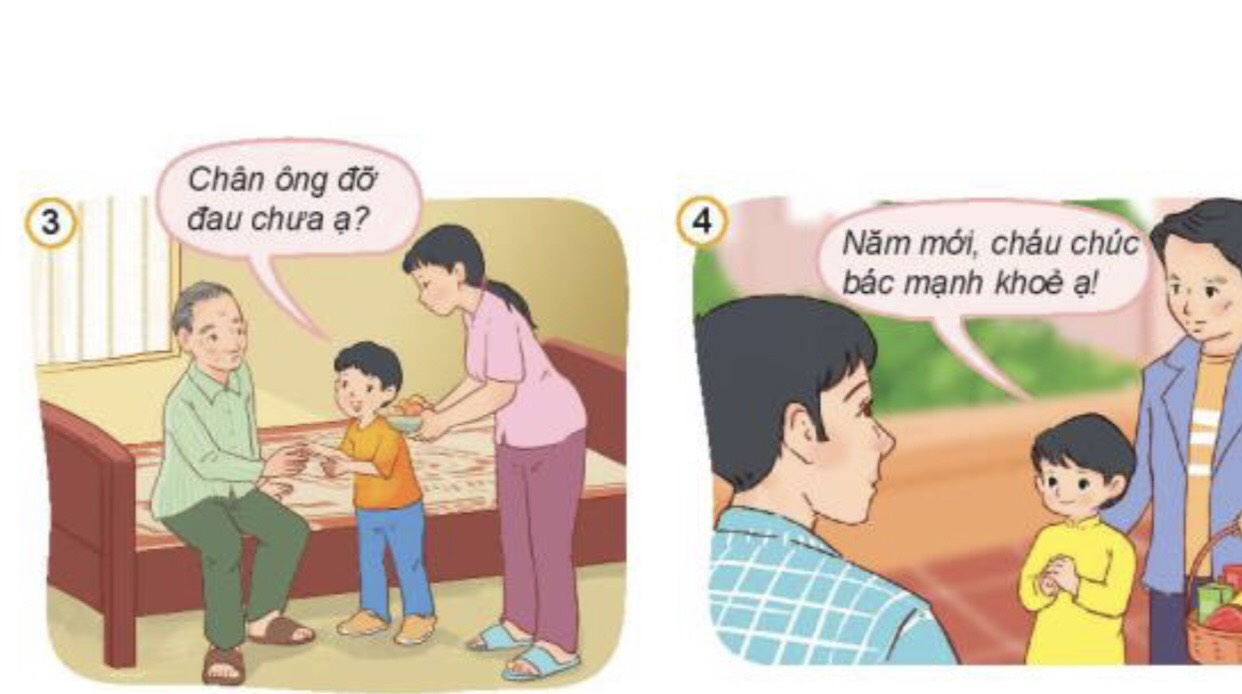 3
Chân ông đỡ
đau chưa ạ?
4
Năm mới, cháu chúc
bác mạnh khoẻ ạ!